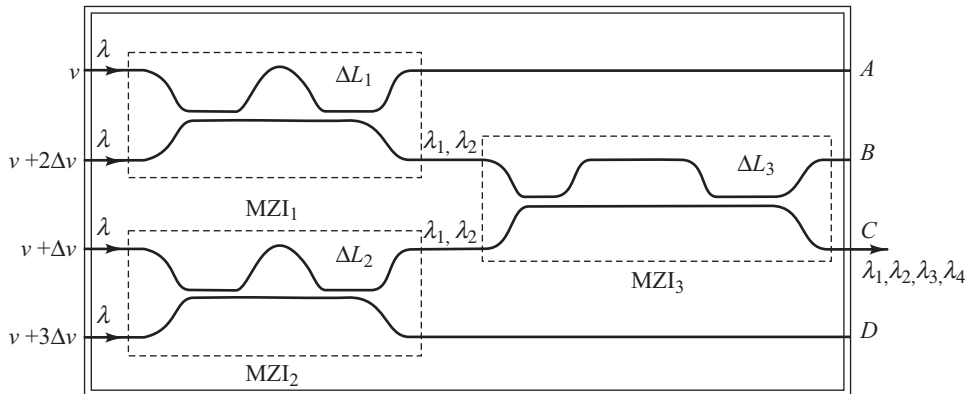 λ
ν
ΔL₁
A
λ
ν +2Δν
λ₁, λ₂
B
ΔL₃
MZI₁
λ
ν +Δν
λ₁, λ₂
C
ΔL₂
λ₁,λ₂,λ₃,λ₄
MZI₃
λ
ν +3Δν
D
MZI₂